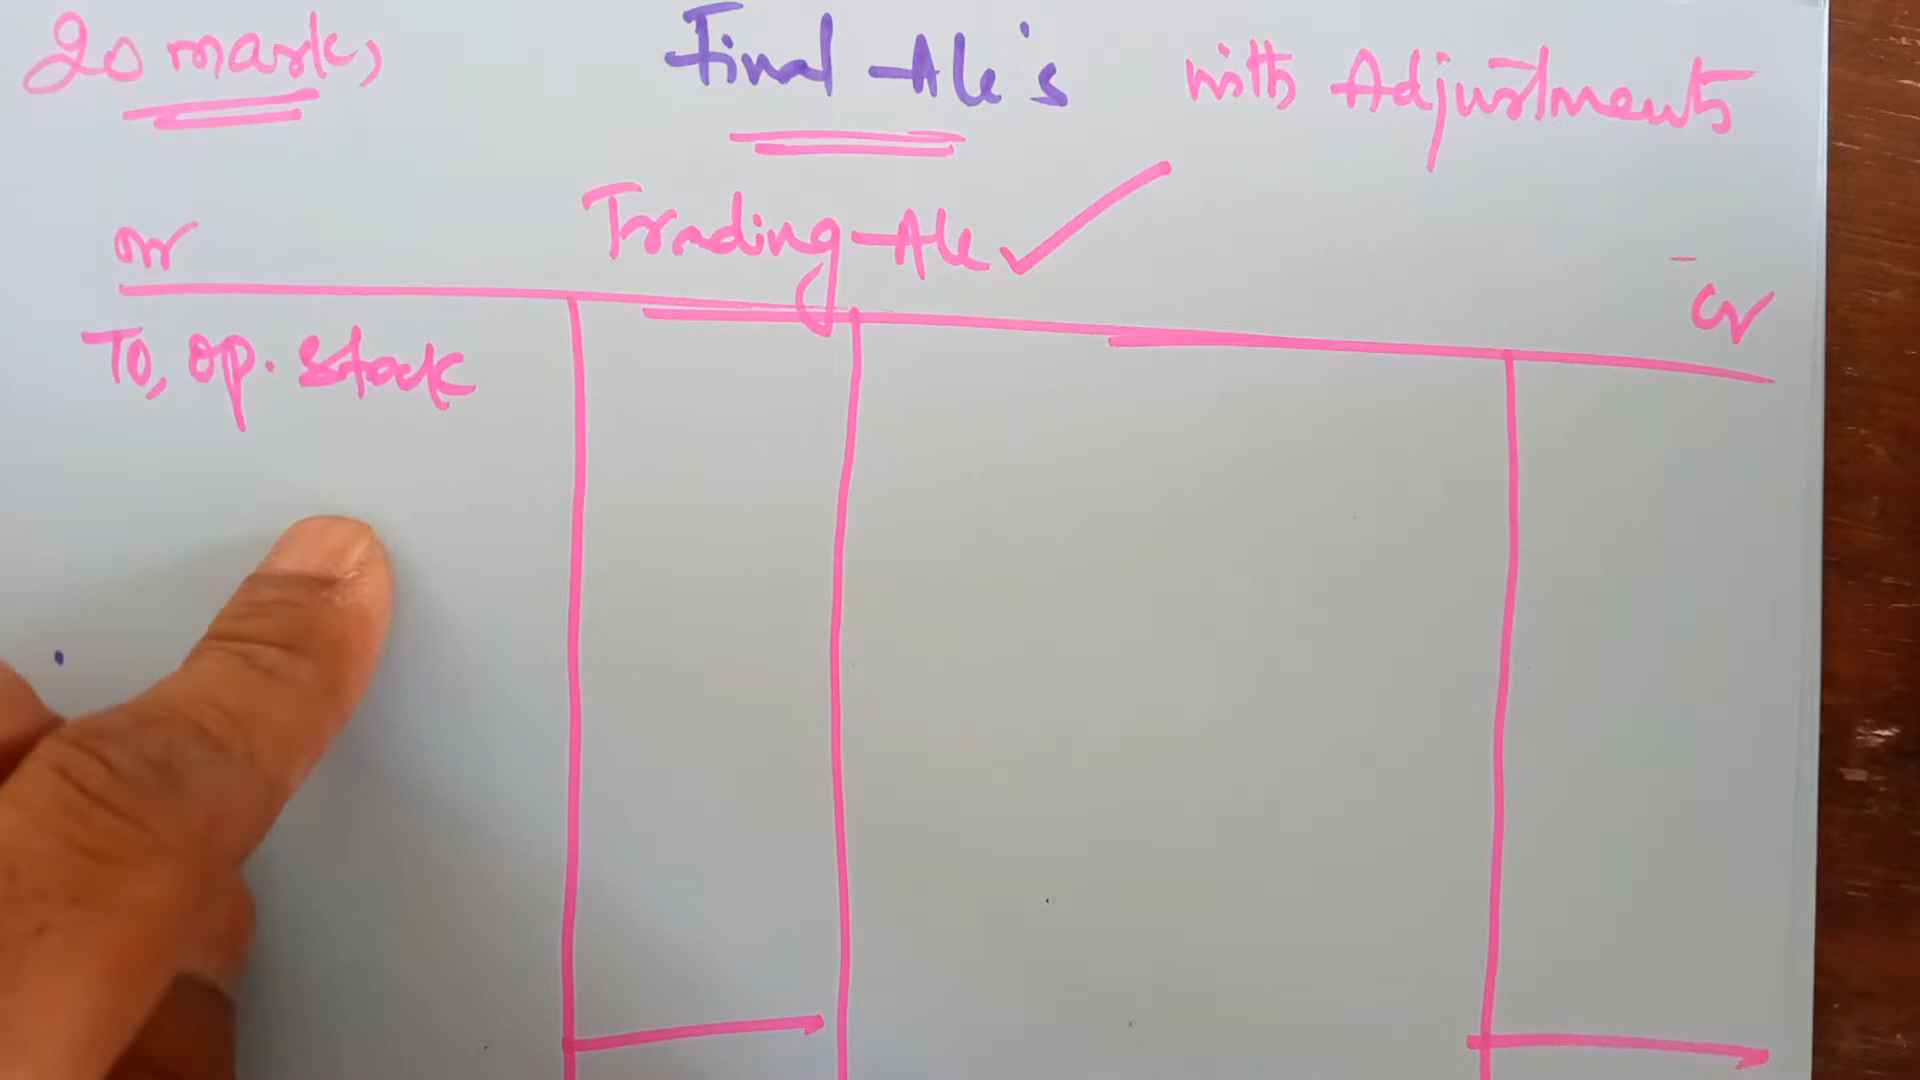 20 marks Final A/c's with Adjustments
Trading A/c
Dr Cr
To, op. stock